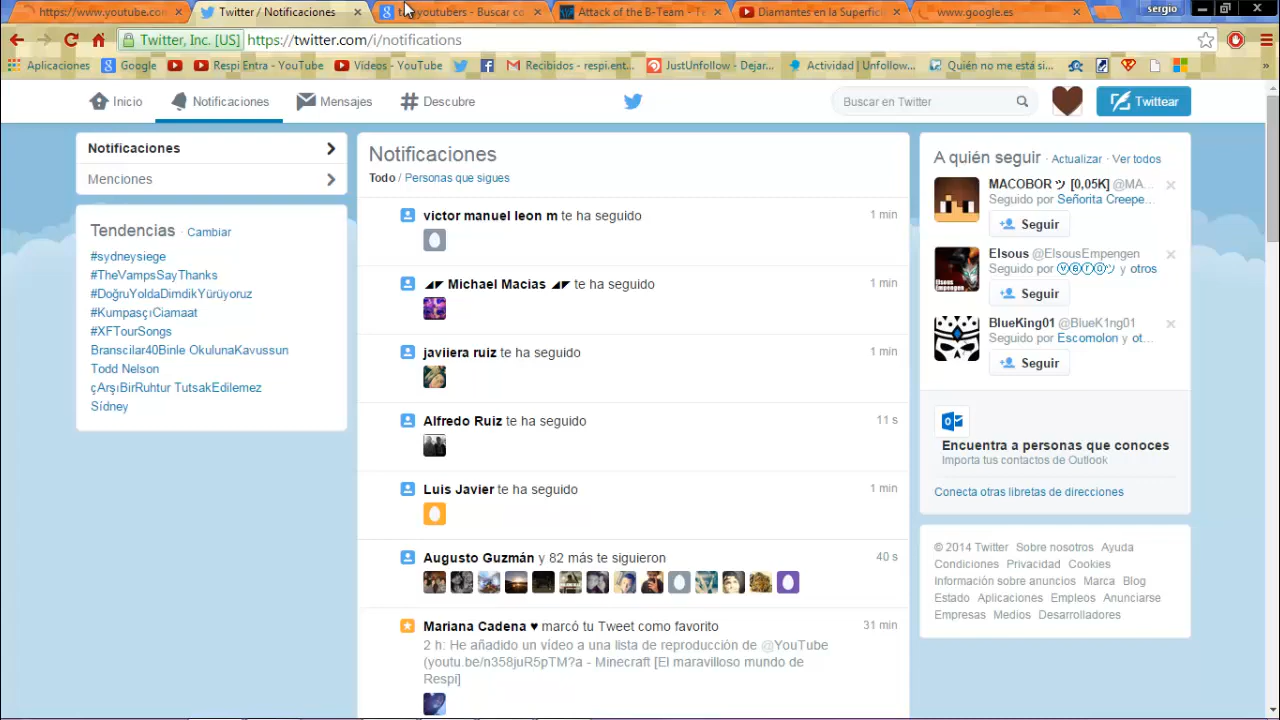 https://www.youtube.com
Twitter / Notificaciones
youtubers - Buscar co
Attack of the B-Team - Te
Diamantes en la Superfic
www.google.es
sergio
Twitter, Inc. [US] https://twitter.com/i/notifications
Aplicaciones Google Respi Entra - YouTube Videos - YouTube Recibidos - respi.ent... JustUnfollow - Dejar... Actividad | Unfollow... Quién no me está si... »
Inicio Notificaciones Mensajes Descubre Buscar en Twitter Twittear
Notificaciones
Menciones
Tendencias · Cambiar
#sydneysiege
#TheVampsSayThanks
#DoğruYoldaDimdikYürüyoruz
#KumpasçıCiamaat
#XFTourSongs
Branscilar40Binle OkulunaKavussun
Todd Nelson
çArşıBirRuhtur TutsakEdilemez
Sídney
Notificaciones
Todo / Personas que sigues
victor manuel leon m te ha seguido 1 min
◢◤ Michael Macias ◢◤ te ha seguido 1 min
javiiera ruiz te ha seguido 1 min
Alfredo Ruiz te ha seguido 11 s
Luis Javier te ha seguido 1 min
Augusto Guzmán y 82 más te siguieron 40 s
Mariana Cadena ♥ marcó tu Tweet como favorito 31 min
2 h: He añadido un vídeo a una lista de reproducción de @YouTube
(youtu.be/n358juR5pTM?a - Minecraft [El maravilloso mundo de
Respi]
A quién seguir · Actualizar · Ver todos
MACOBOR ツ [0,05K] @MA...
Seguido por Señorita Creepe...
Seguir
Elsous @ElsousEmpengen
Seguido por ⓥⓔⓡⓞツ y otros
Seguir
BlueKing01 @BlueK1ng01
Seguido por Escomolon y ot...
Seguir
Encuentra a personas que conoces
Importa tus contactos de Outlook
Conecta otras libretas de direcciones
© 2014 Twitter Sobre nosotros Ayuda
Condiciones Privacidad Cookies
Información sobre anuncios Marca Blog
Estado Aplicaciones Empleos Anunciarse
Empresas Medios Desarrolladores